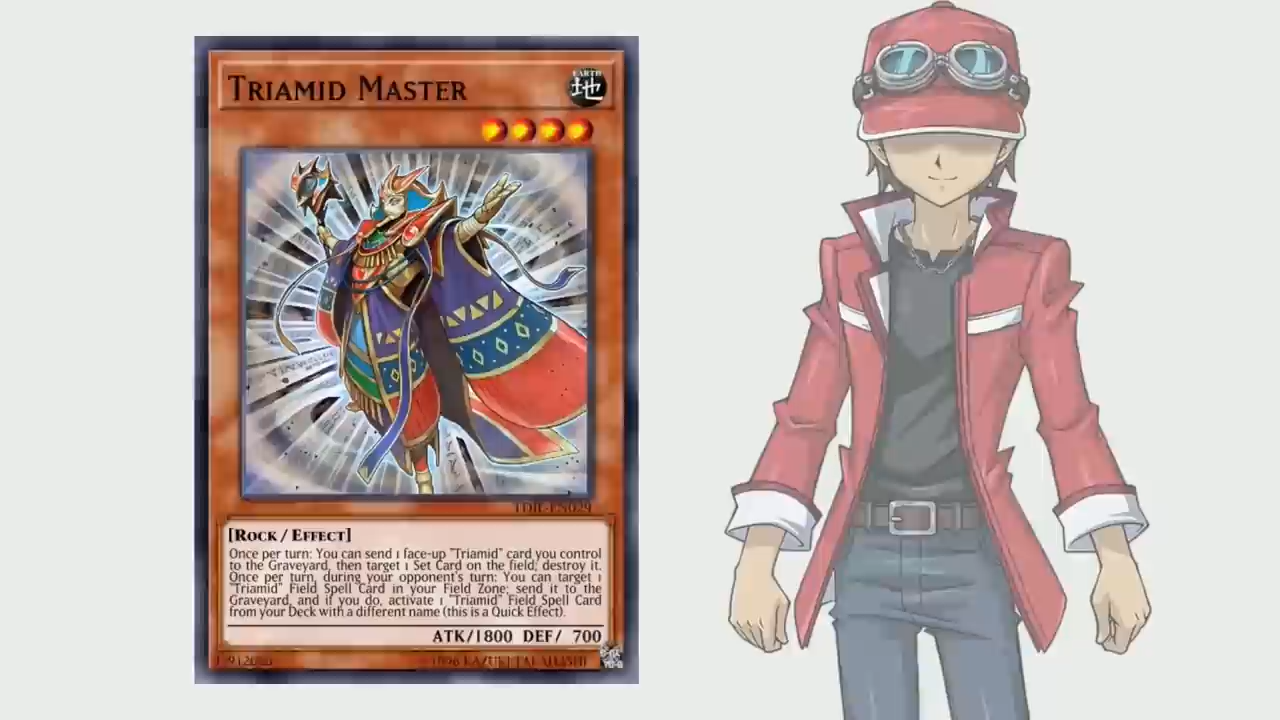 TRIAMID MASTER
EARTH
地
[ROCK / EFFECT]
Once per turn: You can send 1 face-up "Triamid" card you control
to the Graveyard, then target 1 Set Card on the field; destroy it.
Once per turn, during your opponent's turn: You can target 1
"Triamid" Field Spell Card in your Field Zone; send it to the
Graveyard, and if you do, activate 1 "Triamid" Field Spell Card
from your Deck with a different name (this is a Quick Effect).
ATK/1800 DEF/ 700